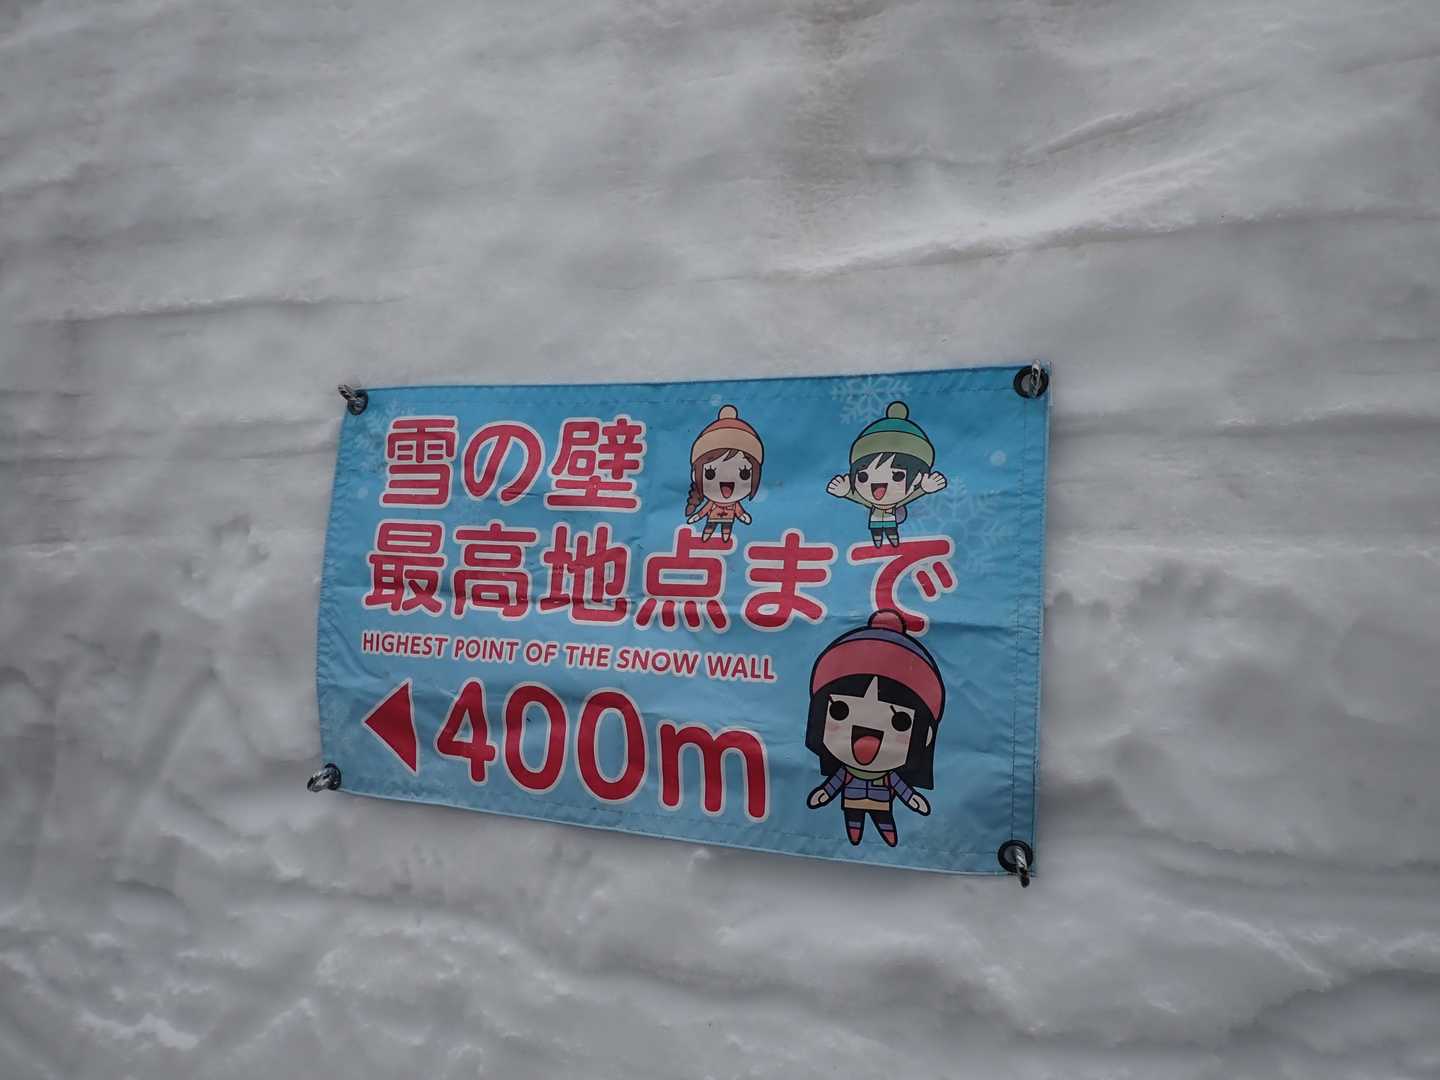 雪の壁
最高地点まで
HIGHEST POINT OF THE SNOW WALL
◀400m